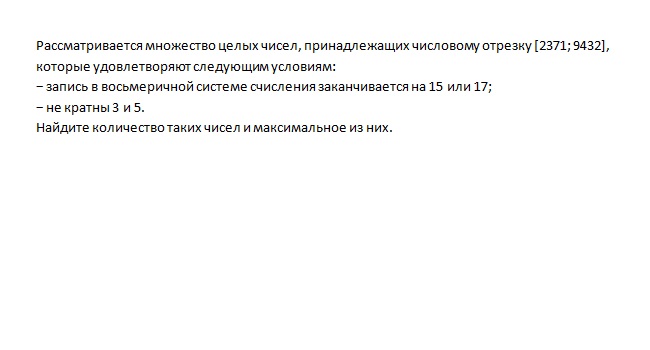 Рассматривается множество целых чисел, принадлежащих числовому отрезку [2371; 9432],
которые удовлетворяют следующим условиям:
− запись в восьмеричной системе счисления заканчивается на 15 или 17;
− не кратны 3 и 5.
Найдите количество таких чисел и максимальное из них.